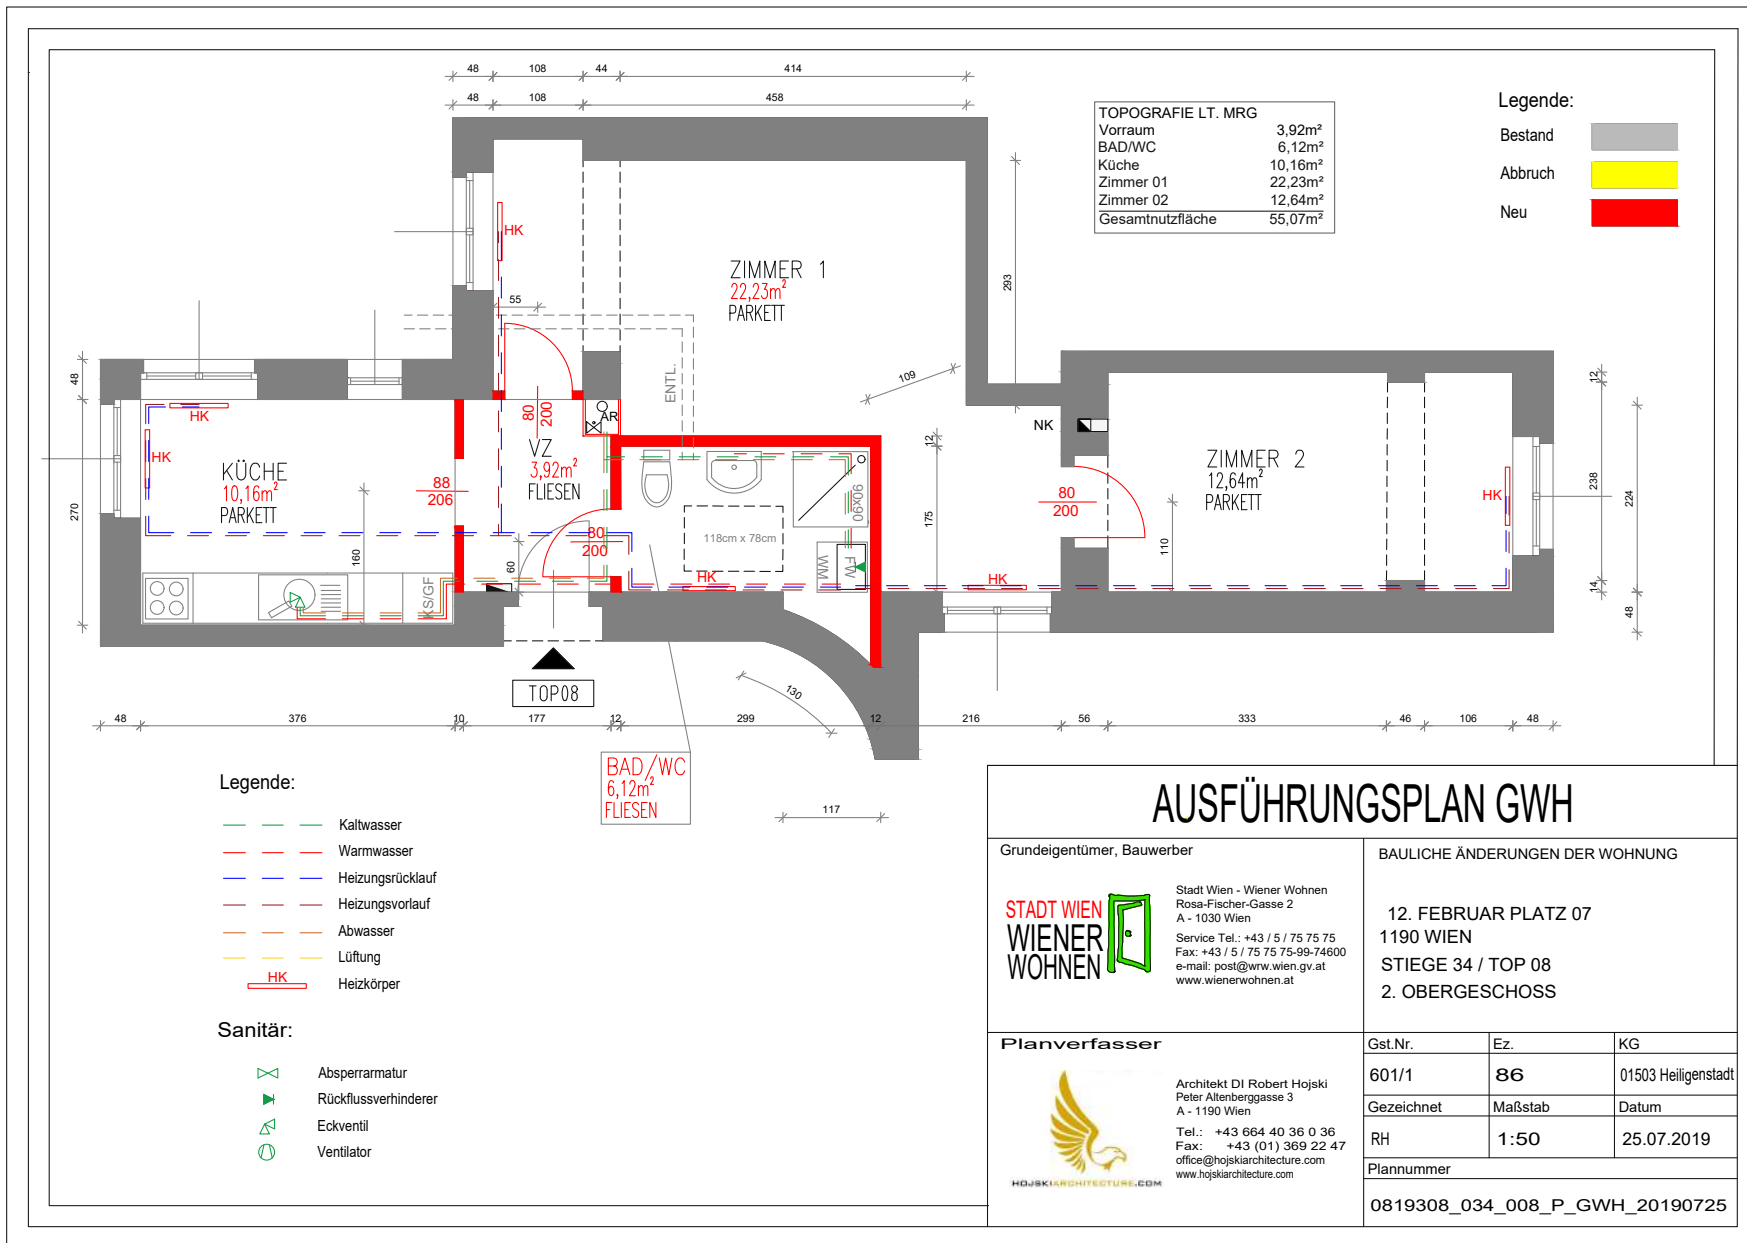 48 108 44 414
48 108 458
TOPOGRAFIE LT. MRG
Vorraum 3,92m²
BAD/WC 6,12m²
Küche 10,16m²
Zimmer 01 22,23m²
Zimmer 02 12,64m²
Gesamtnutzfläche 55,07m²
Legende:
Bestand
Abbruch
Neu
HK
ZIMMER 1
22,23m²
PARKETT
293
55
ENTL.
109
48
270
HK
HK
KÜCHE
10,16m²
PARKETT
88
206
160
KS/GF
80
200
AR
VZ
3,92m²
FLIESEN
80
200
60
118cm x 78cm
90x90
WM
FW
HK
12
175
HK
NK
80
200
110
ZIMMER 2
12,64m²
PARKETT
HK
12
238
224
14
48
TOP08
130
48 376 10 177 12 299 12 216 56 333 46 106 48
BAD/WC
6,12m²
FLIESEN
117
Legende:
Kaltwasser
Warmwasser
Heizungsrücklauf
Heizungsvorlauf
Abwasser
Lüftung
HK Heizkörper
Sanitär:
Absperrarmatur
Rückflussverhinderer
Eckventil
Ventilator
AUSFÜHRUNGSPLAN GWH
Grundeigentümer, Bauwerber
STADT WIEN
WIENER
WOHNEN
Stadt Wien - Wiener Wohnen
Rosa-Fischer-Gasse 2
A - 1030 Wien
Service Tel.: +43 / 5 / 75 75 75
Fax: +43 / 5 / 75 75 75-99-74600
e-mail: post@wrw.wien.gv.at
www.wienerwohnen.at
BAULICHE ÄNDERUNGEN DER WOHNUNG
12. FEBRUAR PLATZ 07
1190 WIEN
STIEGE 34 / TOP 08
2. OBERGESCHOSS
Planverfasser
HOJSKIARCHITECTURE.COM
Architekt DI Robert Hojski
Peter Altenberggasse 3
A - 1190 Wien
Tel.: +43 664 40 36 0 36
Fax: +43 (01) 369 22 47
office@hojskiarchitecture.com
www.hojskiarchitecture.com
Gst.Nr. Ez. KG
601/1 86 01503 Heiligenstadt
Gezeichnet Maßstab Datum
RH 1:50 25.07.2019
Plannummer
0819308_034_008_P_GWH_20190725